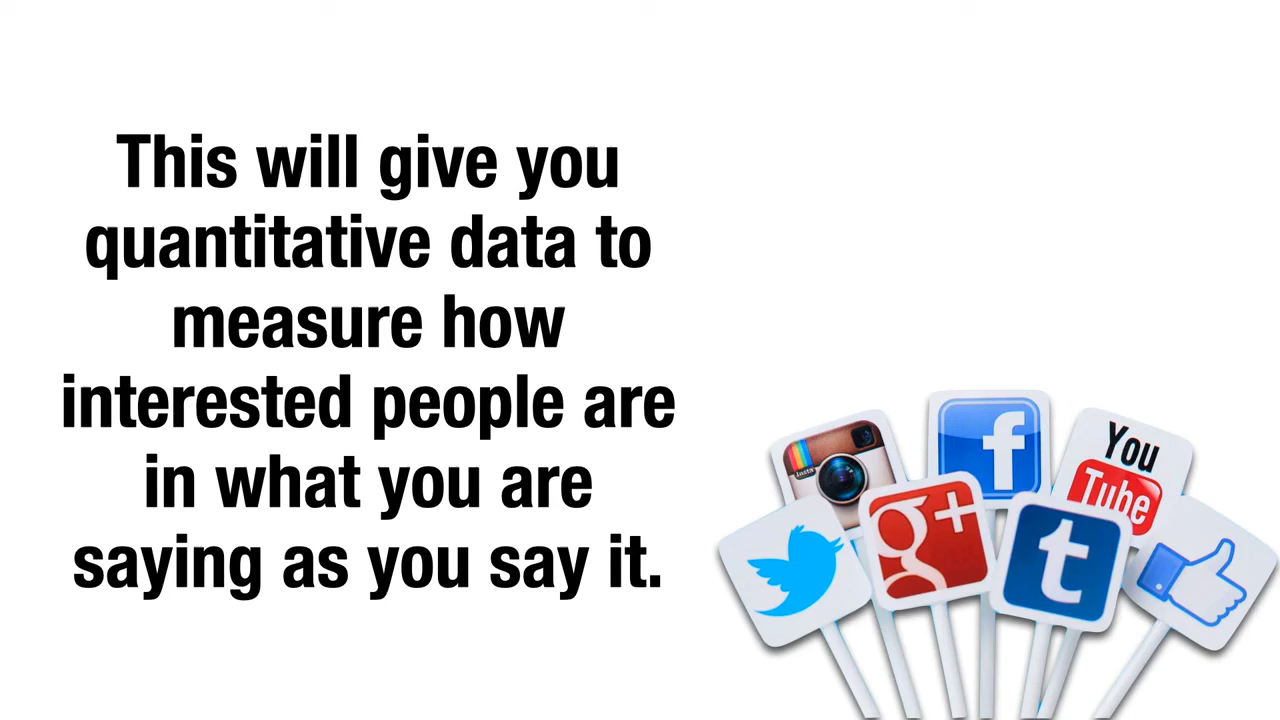 This will give you
quantitative data to
measure how
interested people are
in what you are
saying as you say it.
Insta
f
You
Tube
g+
t